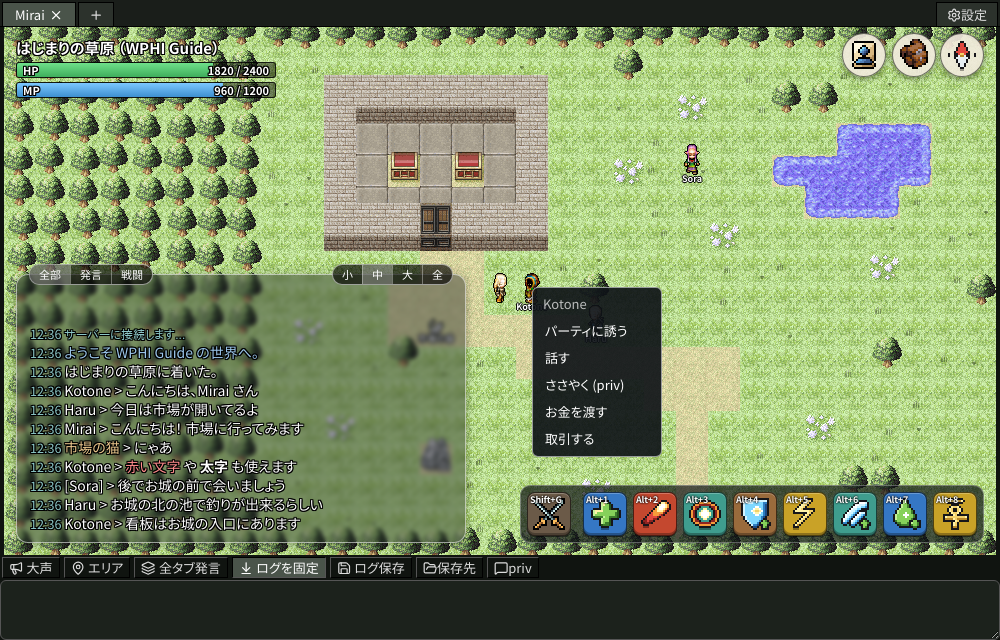 Mirai ×
+
設定
はじまりの草原 (WPHI Guide)
HP 1820 / 2400
MP 960 / 1200
Sora
全部 発言 戦闘
小 中 大 全
12:36 サーバーに接続します...
12:36 ようこそ WPHI Guide の世界へ。
12:36 はじまりの草原に着いた。
12:36 Kotone > こんにちは、Mirai さん
12:36 Haru > 今日は市場が開いてるよ
12:36 Mirai > こんにちは! 市場に行ってみます
12:36 市場の猫 > にゃあ
12:36 Kotone > 赤い文字 や 太字 も使えます
12:36 [Sora] > 後でお城の前で会いましょう
12:36 Haru > お城の北の池で釣りが出来るらしい
12:36 Kotone > 看板はお城の入口にあります
Kotone
パーティに誘う
話す
ささやく (priv)
お金を渡す
取引する
Shift+G Alt+1 Alt+2 Alt+3 Alt+4 Alt+5 Alt+6 Alt+7 Alt+8
大声 エリア 全タブ発言 ログを固定 ログ保存 保存先 priv